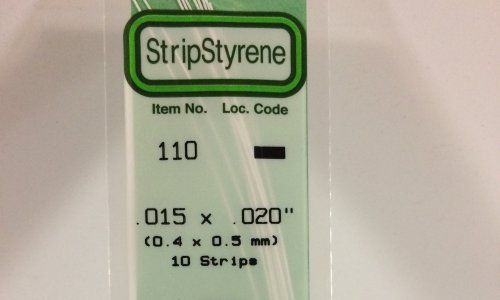 StripStyrene
Item No. Loc. Code
110
.015 x .020"
(0.4 x 0.5 mm)
10 Strips